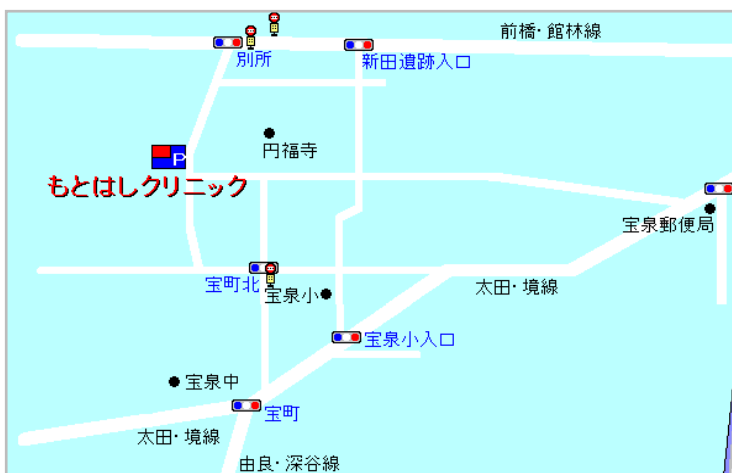 前橋・館林線
別所
新田遺跡入口
円福寺
P
もとはしクリニック
宝泉郵便局
宝町北
宝泉小
太田・境線
宝泉小入口
宝泉中
宝町
太田・境線
由良・深谷線